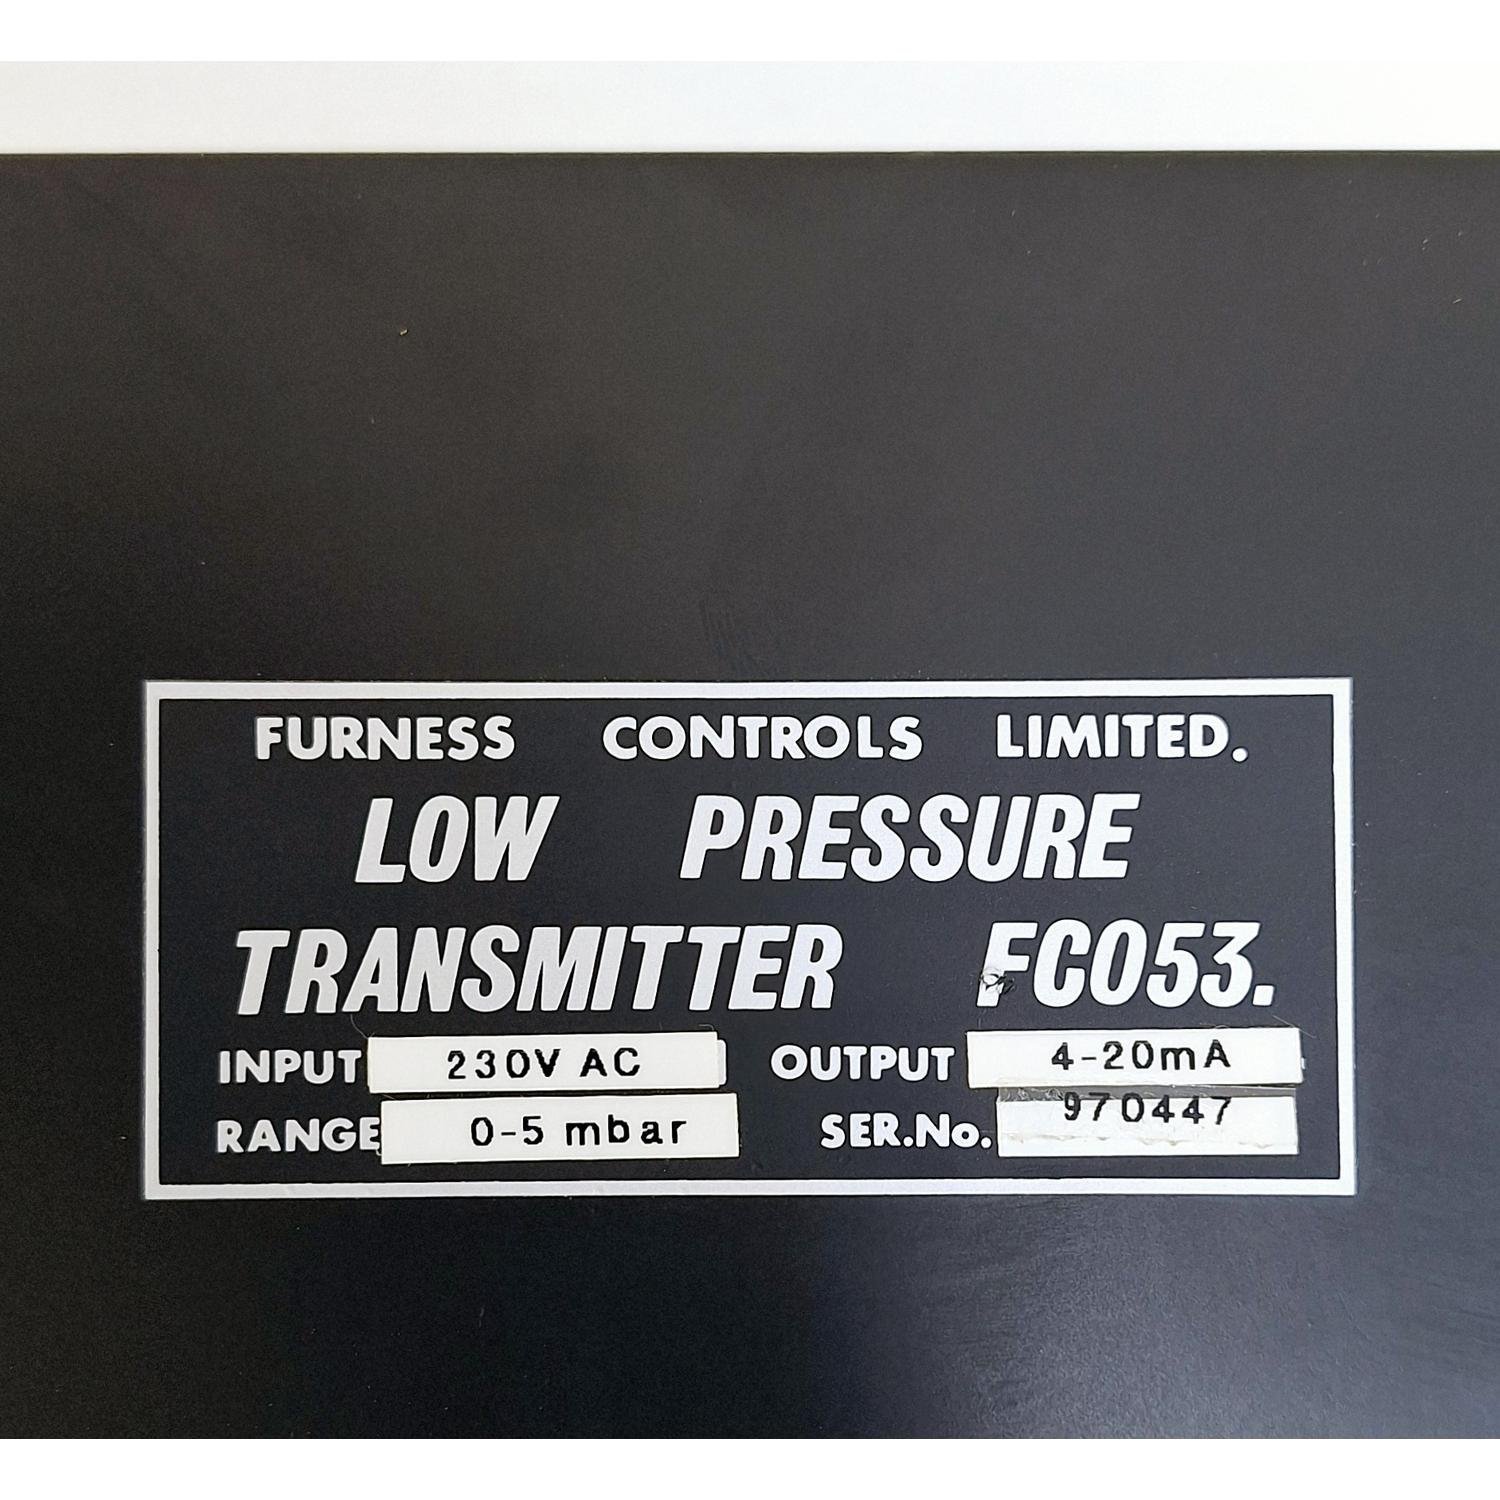 FURNESS CONTROLS LIMITED.
LOW PRESSURE
TRANSMITTER FC053.
INPUT 230V AC OUTPUT 4-20mA
RANGE 0-5 mbar SER.No. 970447